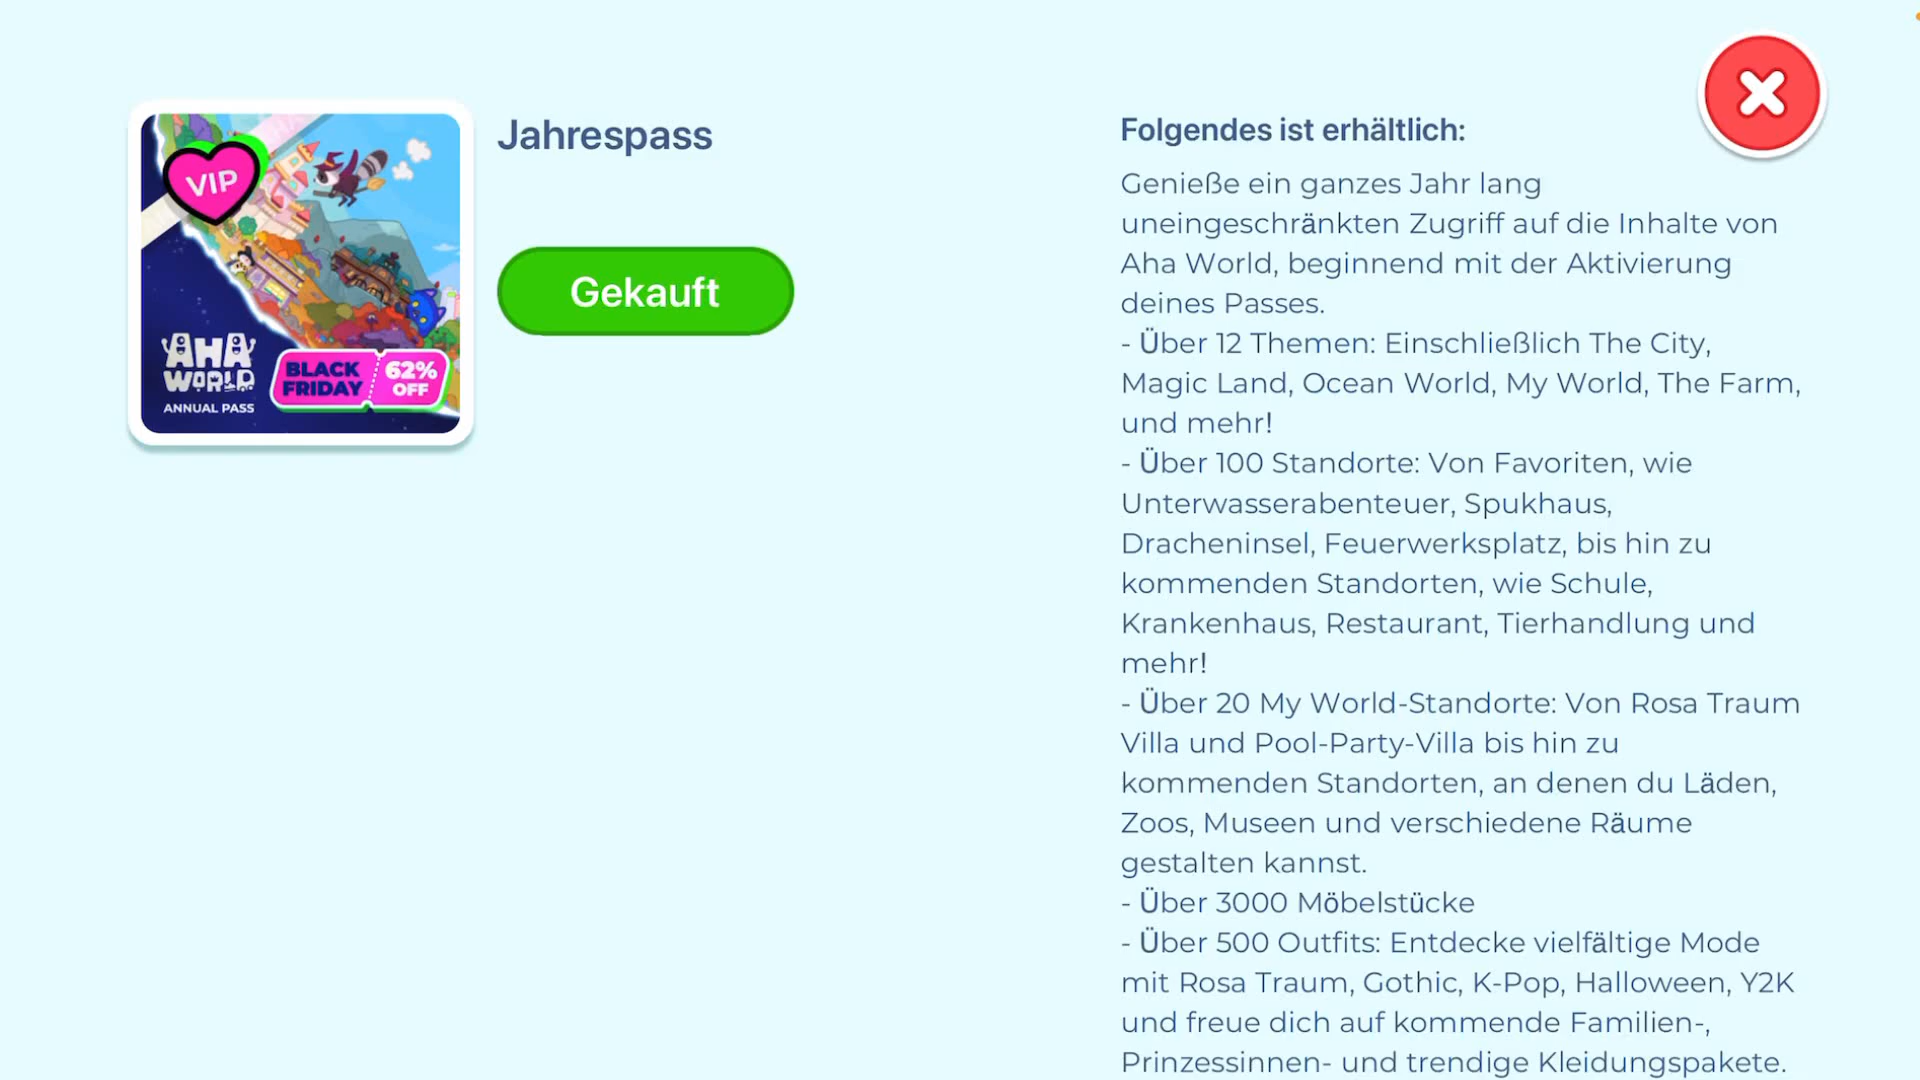 VIP
AHA
WORLD
ANNUAL PASS
BLACK
FRIDAY
62%
OFF
Jahrespass
Gekauft
Folgendes ist erhältlich:
Genieße ein ganzes Jahr lang
uneingeschränkten Zugriff auf die Inhalte von
Aha World, beginnend mit der Aktivierung
deines Passes.
- Über 12 Themen: Einschließlich The City,
Magic Land, Ocean World, My World, The Farm,
und mehr!
- Über 100 Standorte: Von Favoriten, wie
Unterwasserabenteuer, Spukhaus,
Dracheninsel, Feuerwerksplatz, bis hin zu
kommenden Standorten, wie Schule,
Krankenhaus, Restaurant, Tierhandlung und
mehr!
- Über 20 My World-Standorte: Von Rosa Traum
Villa und Pool-Party-Villa bis hin zu
kommenden Standorten, an denen du Läden,
Zoos, Museen und verschiedene Räume
gestalten kannst.
- Über 3000 Möbelstücke
- Über 500 Outfits: Entdecke vielfältige Mode
mit Rosa Traum, Gothic, K-Pop, Halloween, Y2K
und freue dich auf kommende Familien-,
Prinzessinnen- und trendige Kleidungspakete.